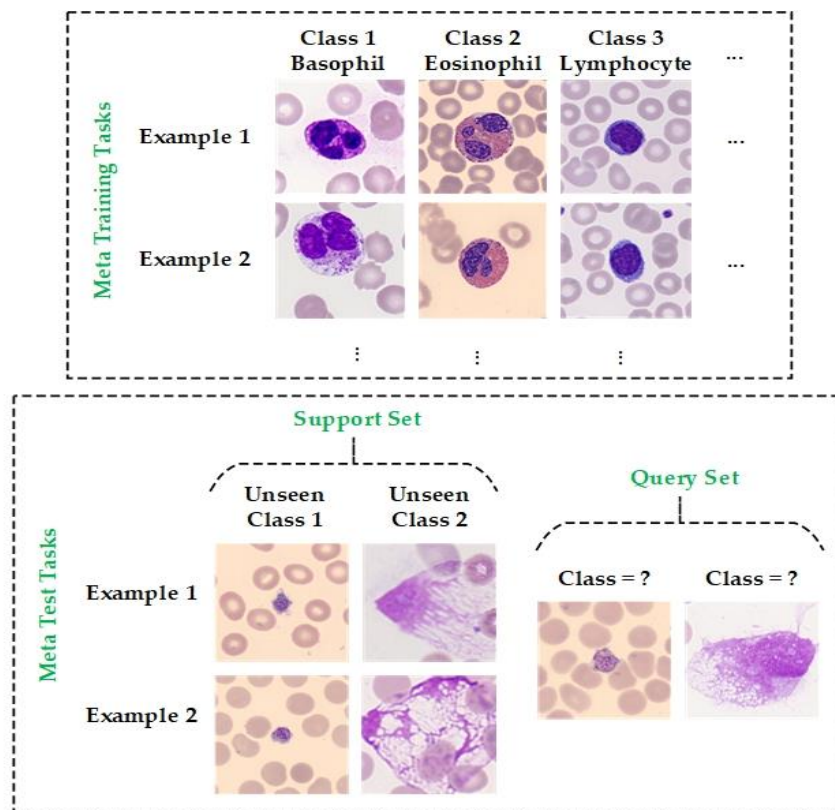 Class 1 Class 2 Class 3
Basophil Eosinophil Lymphocyte ...
Meta Training Tasks
Example 1 ...
Example 2 ...
⋮ ⋮ ⋮
Support Set
Unseen Unseen
Class 1 Class 2
Query Set
Class = ? Class = ?
Meta Test Tasks
Example 1
Example 2